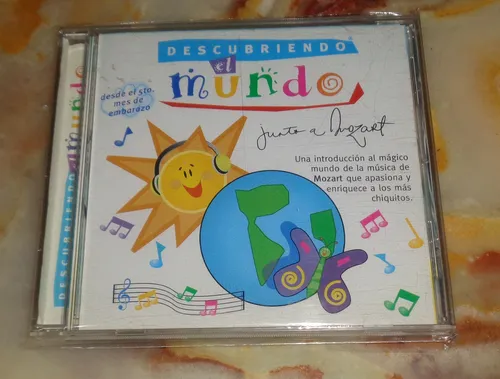 DESCUBRIENDO
el
mundo
desde el 5to.
mes de
embarazo
junto a Mozart
Una introducción al mágico
mundo de la música de
Mozart que apasiona y
enriquece a los más
chiquitos.
DESCUBRIENDO el mundo